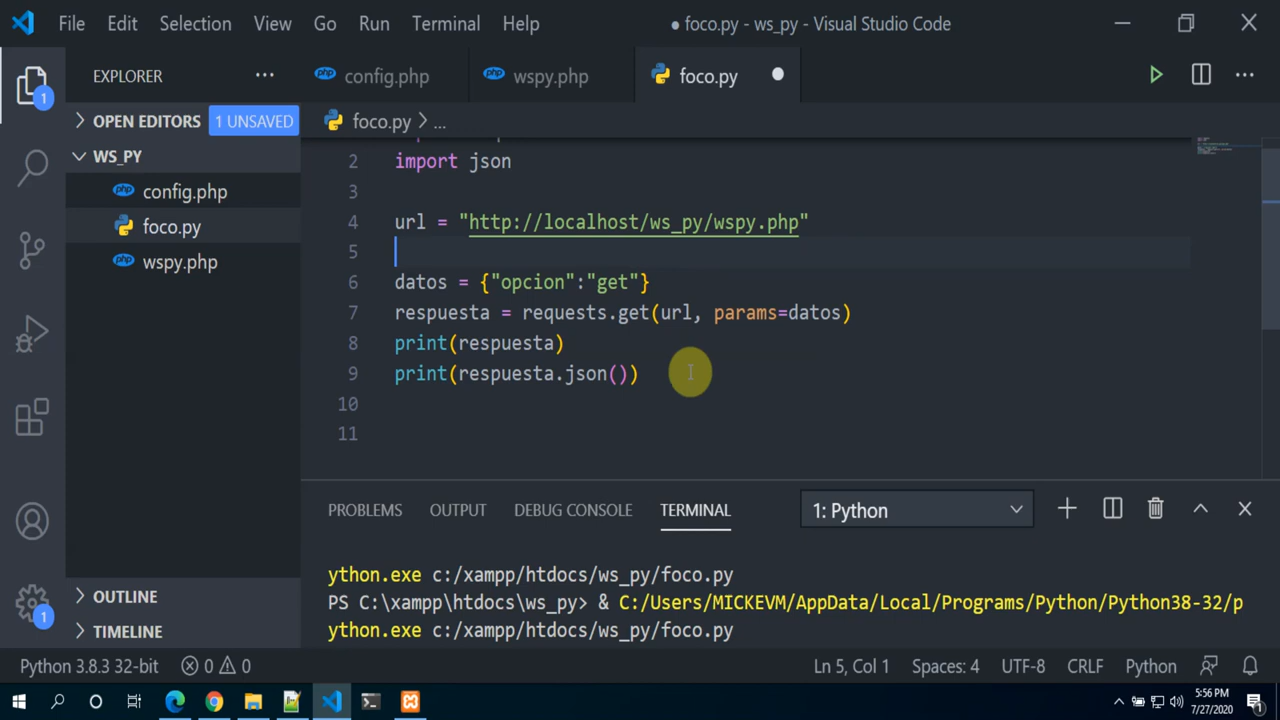 File Edit Selection View Go Run Terminal Help ● foco.py - ws_py - Visual Studio Code
EXPLORER ··· config.php wspy.php foco.py
OPEN EDITORS 1 UNSAVED
foco.py > ...
WS_PY
config.php
foco.py
wspy.php
OUTLINE
TIMELINE
2 import json
3
4 url = "http://localhost/ws_py/wspy.php"
5
6 datos = {"opcion":"get"}
7 respuesta = requests.get(url, params=datos)
8 print(respuesta)
9 print(respuesta.json())
10
11
1
1
PROBLEMS OUTPUT DEBUG CONSOLE TERMINAL 1: Python
ython.exe c:/xampp/htdocs/ws_py/foco.py
PS C:\xampp\htdocs\ws_py> & C:/Users/MICKEVM/AppData/Local/Programs/Python/Python38-32/p
ython.exe c:/xampp/htdocs/ws_py/foco.py
Python 3.8.3 32-bit 0 0 Ln 5, Col 1 Spaces: 4 UTF-8 CRLF Python
5:56 PM
7/27/2020
1